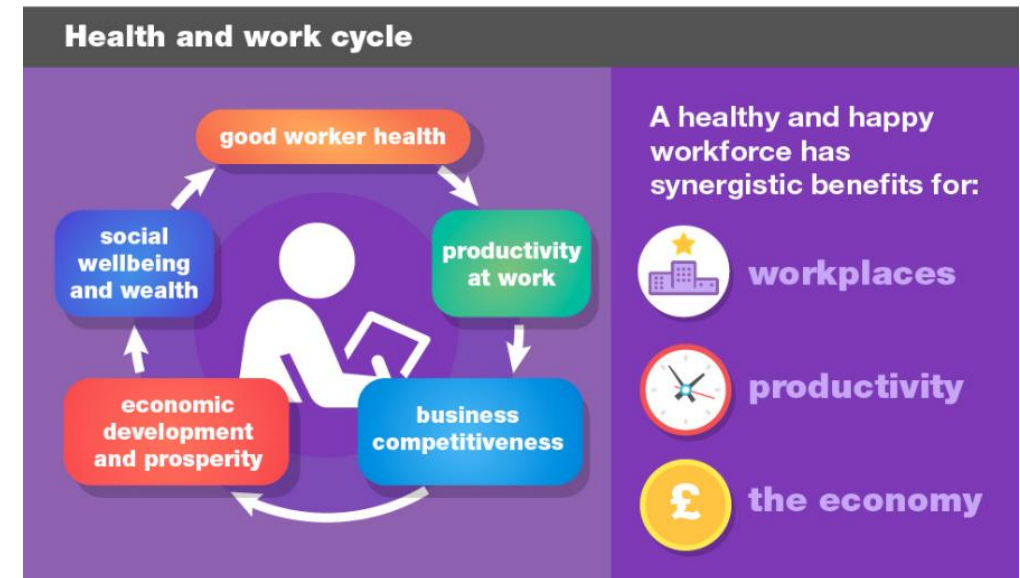 Health and work cycle
good worker health
productivity
at work
business
competitiveness
economic
development
and prosperity
social
wellbeing
and wealth
A healthy and happy
workforce has
synergistic benefits for:
workplaces
productivity
£
the economy